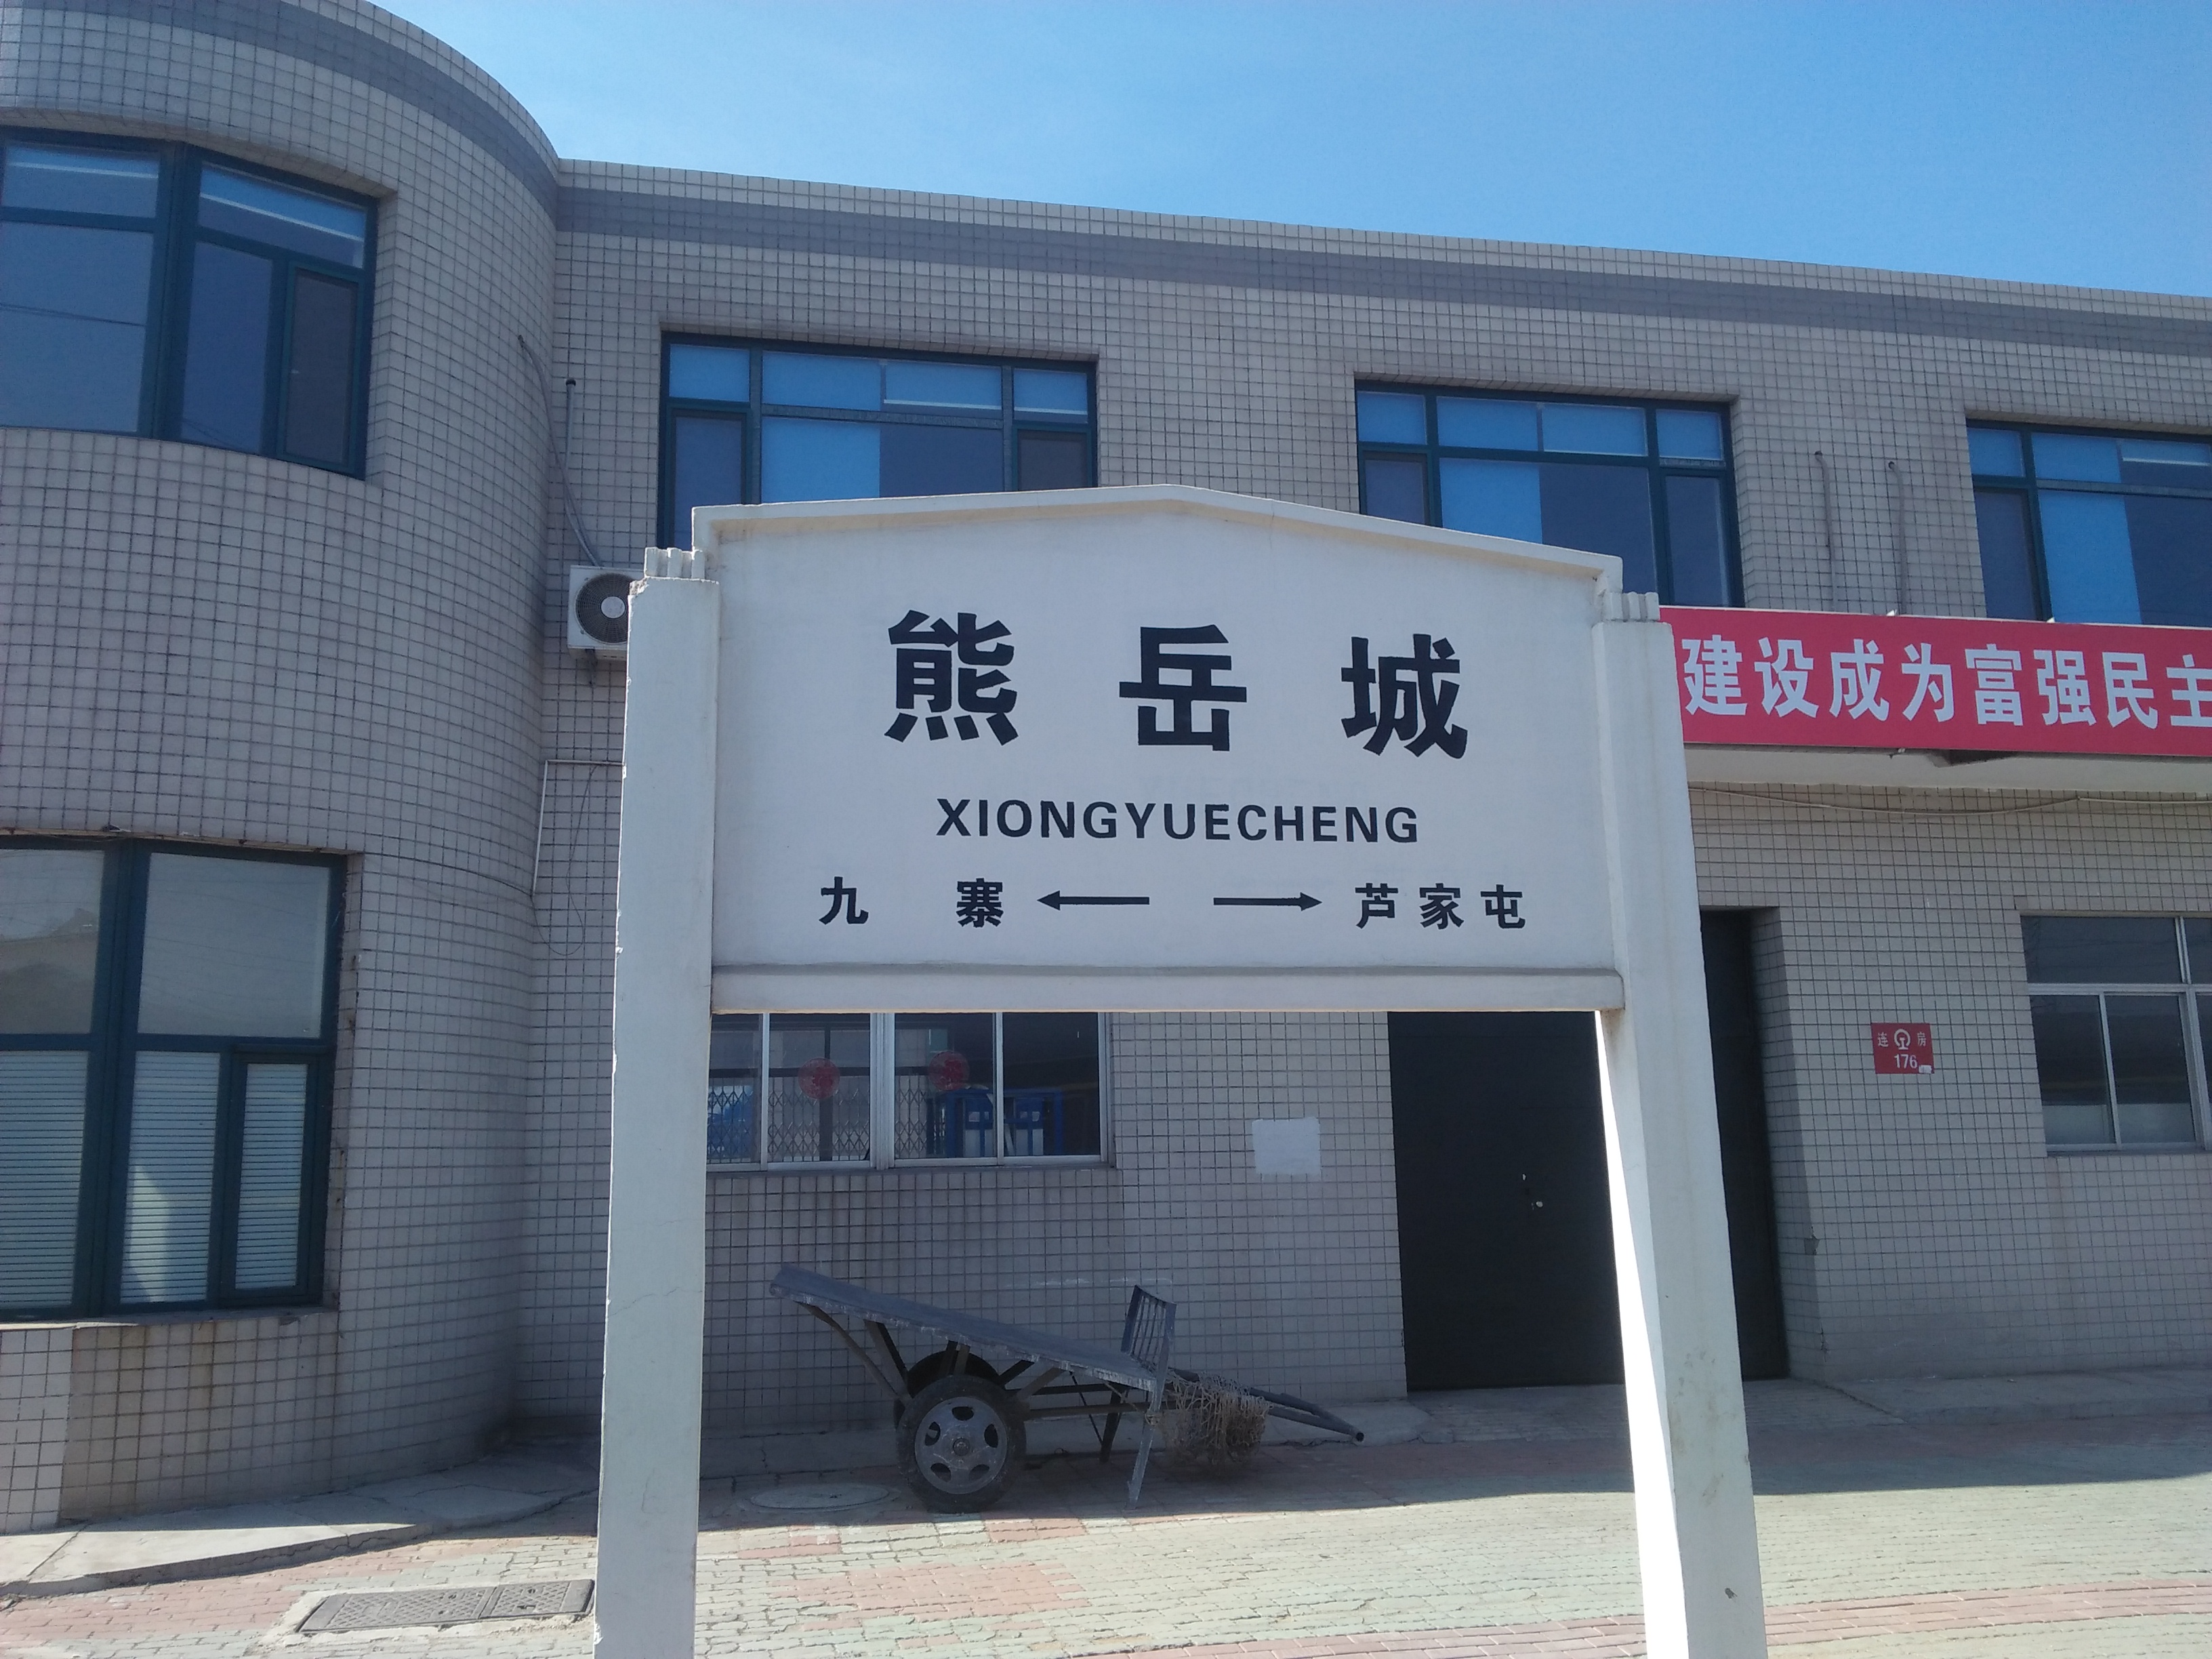 熊岳城
XIONGYUECHENG
九寨 ← → 芦家屯
建设成为富强民主
连 房
176